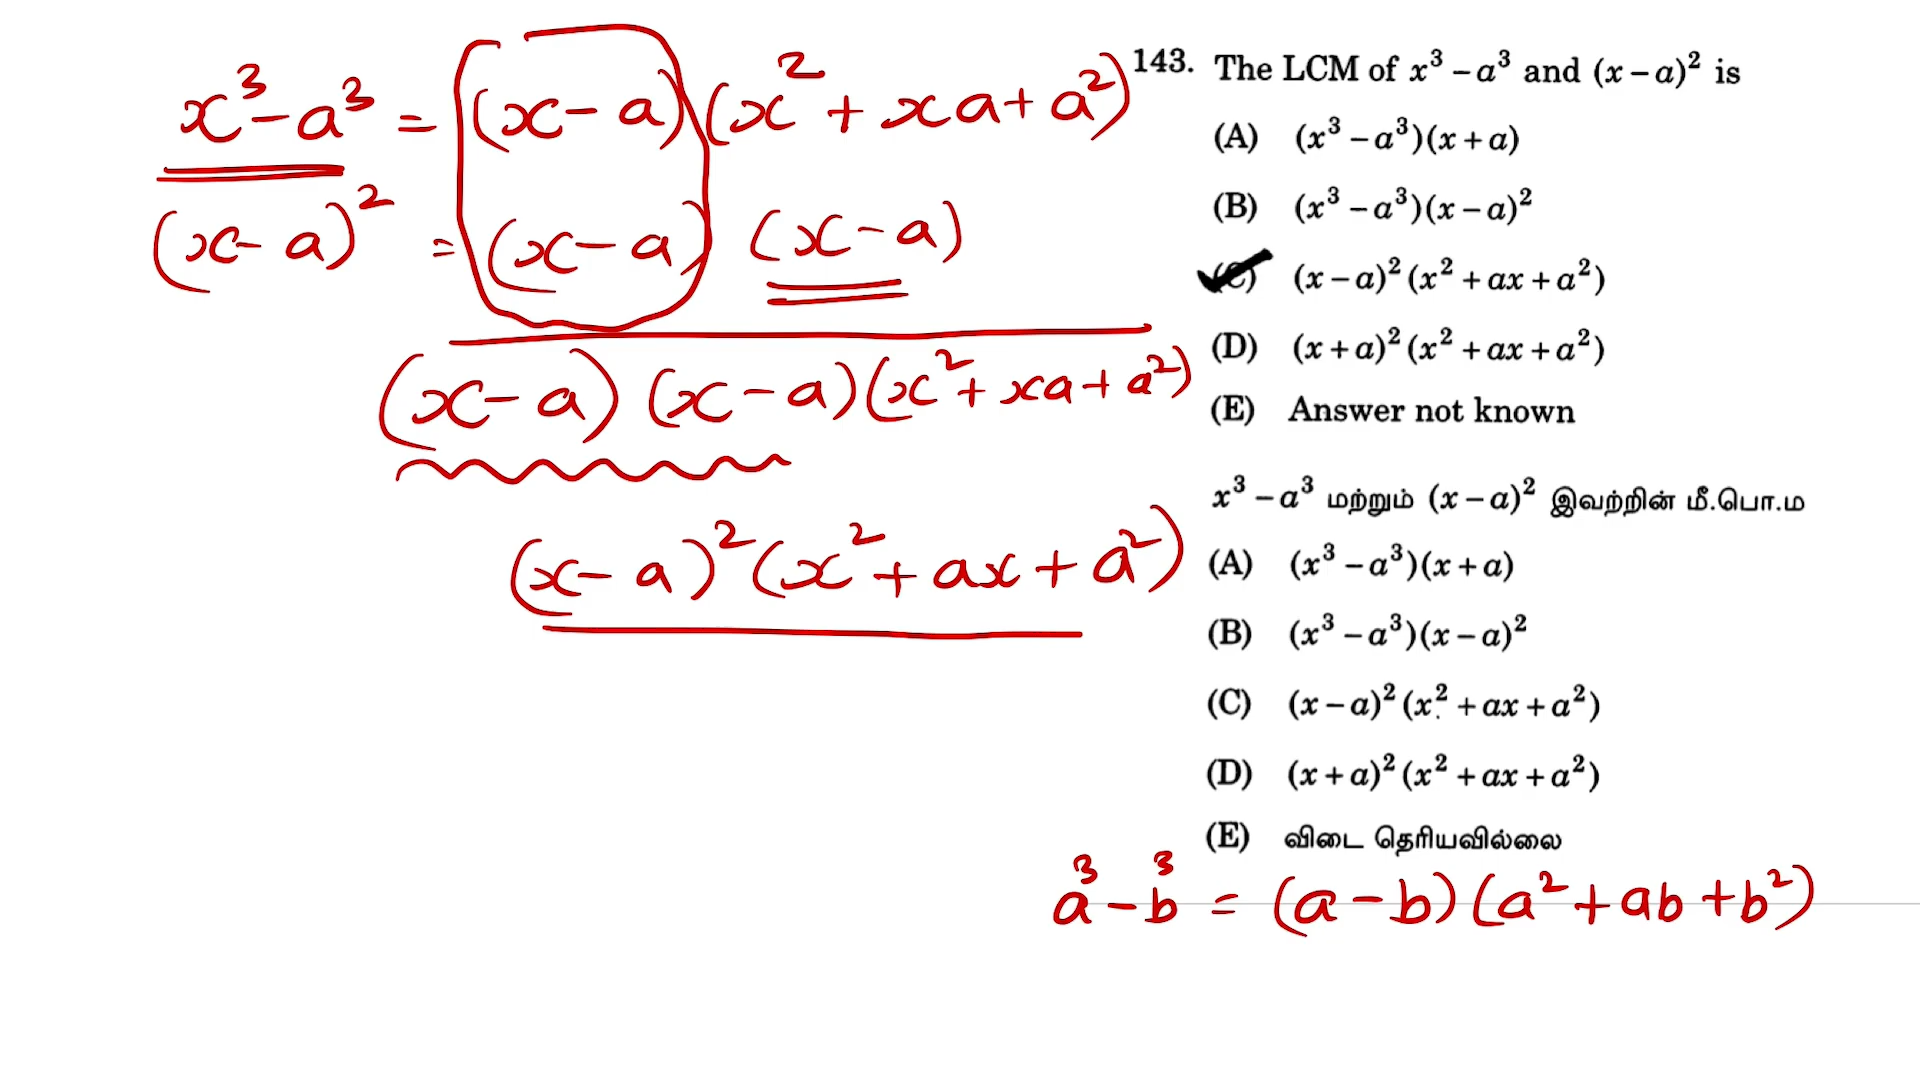 x³ - a³ = (x - a)(x² + xa + a²)
(x - a)² = (x - a) (x - a)
(x - a) (x - a)(x² + xa + a²)
(x - a)²(x² + ax + a²)
143. The LCM of x³ – a³ and (x – a)² is
(A) (x³ – a³)(x + a)
(B) (x³ – a³)(x – a)²
(C) (x – a)² (x² + ax + a²)
(D) (x + a)² (x² + ax + a²)
(E) Answer not known
x³ – a³ மற்றும் (x – a)² இவற்றின் மீ.பொ.ம
(A) (x³ – a³)(x + a)
(B) (x³ – a³)(x – a)²
(C) (x – a)² (x² + ax + a²)
(D) (x + a)² (x² + ax + a²)
(E) விடை தெரியவில்லை
a³ - b³ = (a - b)(a² + ab + b²)